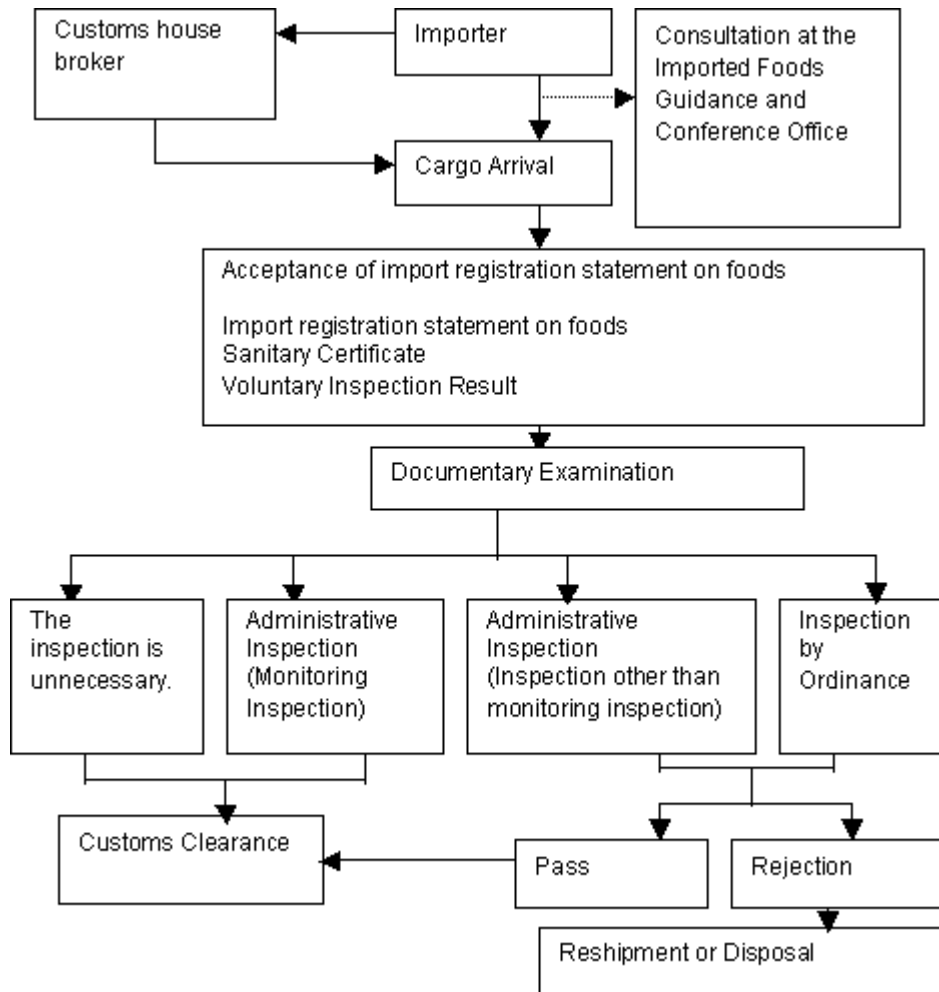 Customs house
broker
Importer
Consultation at the
Imported Foods
Guidance and
Conference Office
Cargo Arrival
Acceptance of import registration statement on foods
Import registration statement on foods
Sanitary Certificate
Voluntary Inspection Result
Documentary Examination
The
inspection is
unnecessary.
Administrative
Inspection
(Monitoring
Inspection)
Administrative
Inspection
(Inspection other than
monitoring inspection)
Inspection
by
Ordinance
Customs Clearance
Pass
Rejection
Reshipment or Disposal